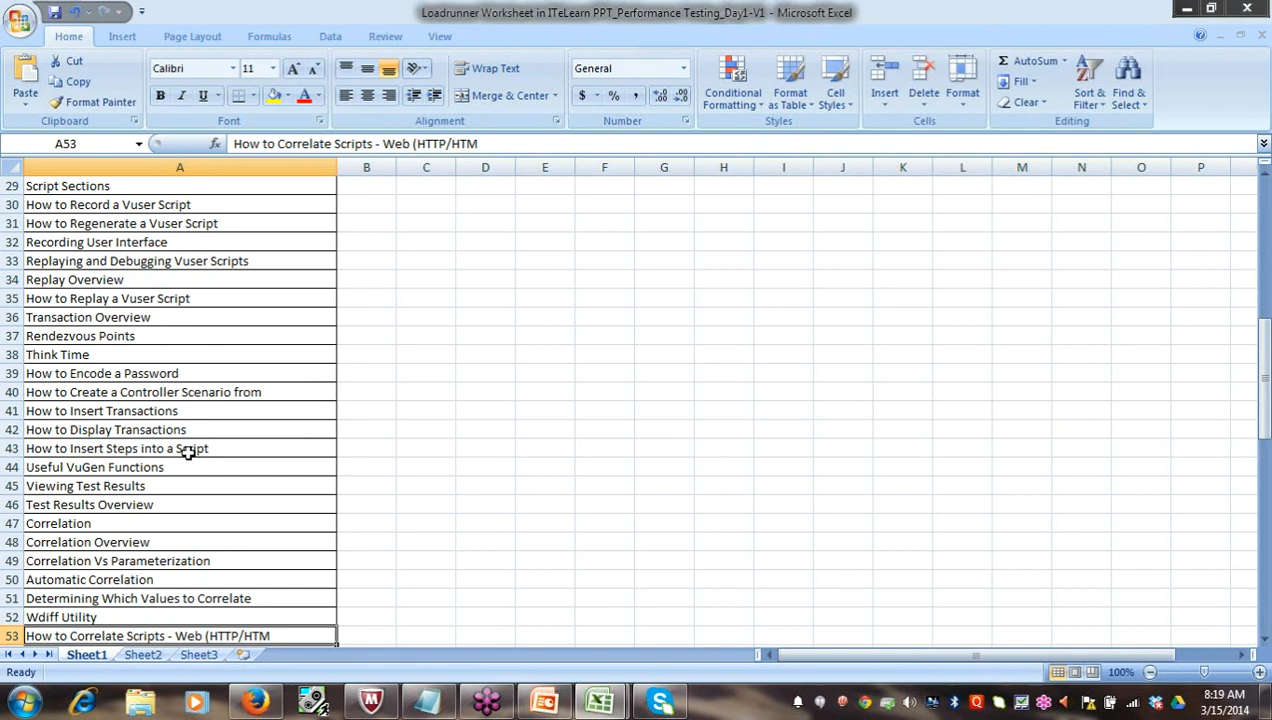 Loadrunner Worksheet in ITeLearn PPT_Performance Testing_Day1-V1 - Microsoft Excel
Home Insert Page Layout Formulas Data Review View
Paste
Cut
Copy
Format Painter
Clipboard
Calibri 11
B I U
Font
Wrap Text
Merge & Center
Alignment
General
$ % ,
Number
Conditional Formatting
Format as Table
Cell Styles
Styles
Insert Delete Format
Cells
AutoSum
Fill
Clear
Sort & Filter
Find & Select
Editing
A53 fx How to Correlate Scripts - Web (HTTP/HTM
A B C D E F G H I J K L M N O P
29 Script Sections
30 How to Record a Vuser Script
31 How to Regenerate a Vuser Script
32 Recording User Interface
33 Replaying and Debugging Vuser Scripts
34 Replay Overview
35 How to Replay a Vuser Script
36 Transaction Overview
37 Rendezvous Points
38 Think Time
39 How to Encode a Password
40 How to Create a Controller Scenario from
41 How to Insert Transactions
42 How to Display Transactions
43 How to Insert Steps into a Script
44 Useful VuGen Functions
45 Viewing Test Results
46 Test Results Overview
47 Correlation
48 Correlation Overview
49 Correlation Vs Parameterization
50 Automatic Correlation
51 Determining Which Values to Correlate
52 Wdiff Utility
53 How to Correlate Scripts - Web (HTTP/HTM
Sheet1 Sheet2 Sheet3
Ready 100%
8:19 AM
3/15/2014